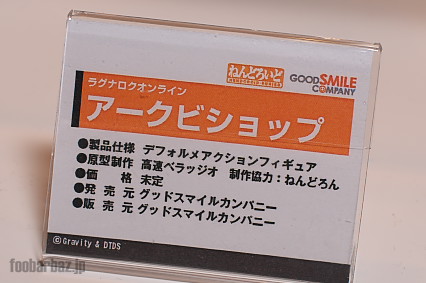 ねんどろいど
GOOD SMILE COMPANY
ラグナロクオンライン
アークビショップ
●製品仕様 デフォルメアクションフィギュア
●原型制作 高速ベラッジオ 制作協力:ねんどろん
●価 格 未定
●発 売 元 グッドスマイルカンパニー
●販 売 元 グッドスマイルカンパニー
©Gravity & DTDS
foobarbaz.jp